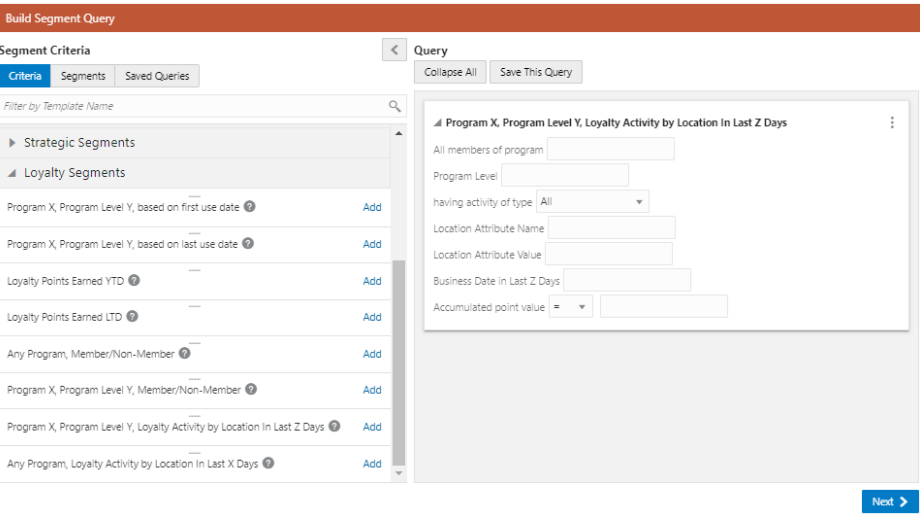 Build Segment Query
Segment Criteria
Criteria Segments Saved Queries
Filter by Template Name
Strategic Segments
Loyalty Segments
Program X, Program Level Y, based on first use date Add
Program X, Program Level Y, based on last use date Add
Loyalty Points Earned YTD Add
Loyalty Points Earned LTD Add
Any Program, Member/Non-Member Add
Program X, Program Level Y, Member/Non-Member Add
Program X, Program Level Y, Loyalty Activity by Location In Last Z Days Add
Any Program, Loyalty Activity by Location In Last X Days Add
Query
Collapse All Save This Query
Program X, Program Level Y, Loyalty Activity by Location In Last Z Days
All members of program
Program Level
having activity of type All
Location Attribute Name
Location Attribute Value
Business Date in Last Z Days
Accumulated point value =
Next